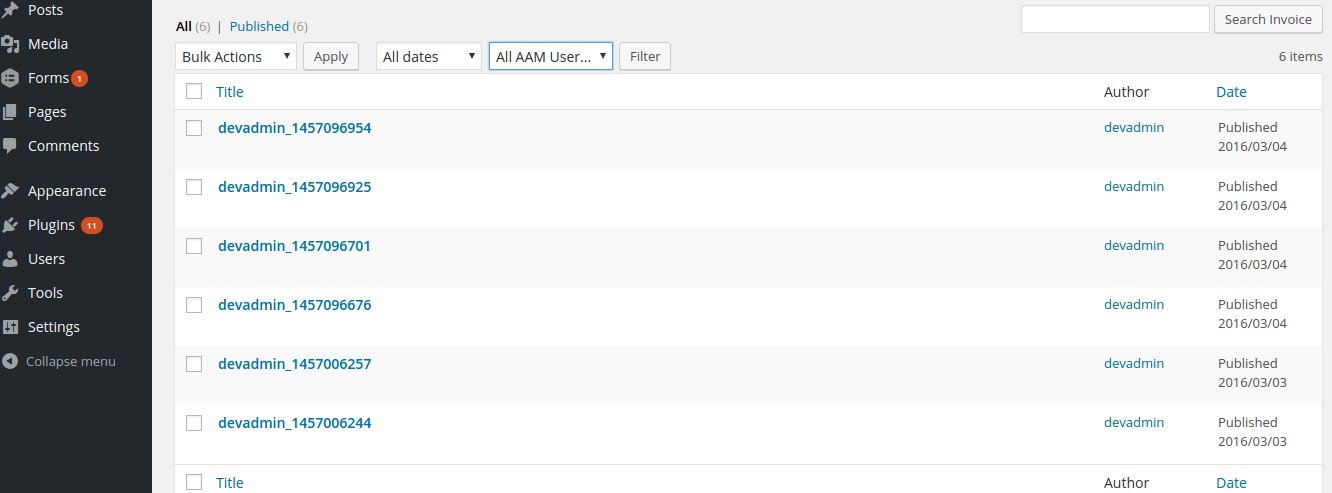 Posts
Media
Forms 1
Pages
Comments
Appearance
Plugins 11
Users
Tools
Settings
Collapse menu
All (6) | Published (6)
Search Invoice
Bulk Actions Apply All dates All AAM User... Filter 6 items
Title Author Date
devadmin_1457096954 devadmin Published
2016/03/04
devadmin_1457096925 devadmin Published
2016/03/04
devadmin_1457096701 devadmin Published
2016/03/04
devadmin_1457096676 devadmin Published
2016/03/04
devadmin_1457006257 devadmin Published
2016/03/03
devadmin_1457006244 devadmin Published
2016/03/03
Title Author Date